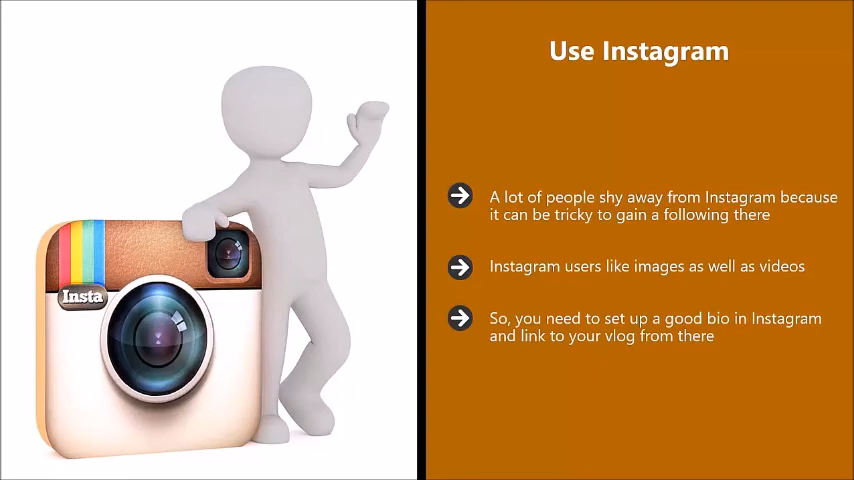 Use Instagram
A lot of people shy away from Instagram because
it can be tricky to gain a following there
Instagram users like images as well as videos
So, you need to set up a good bio in Instagram
and link to your vlog from there
Insta